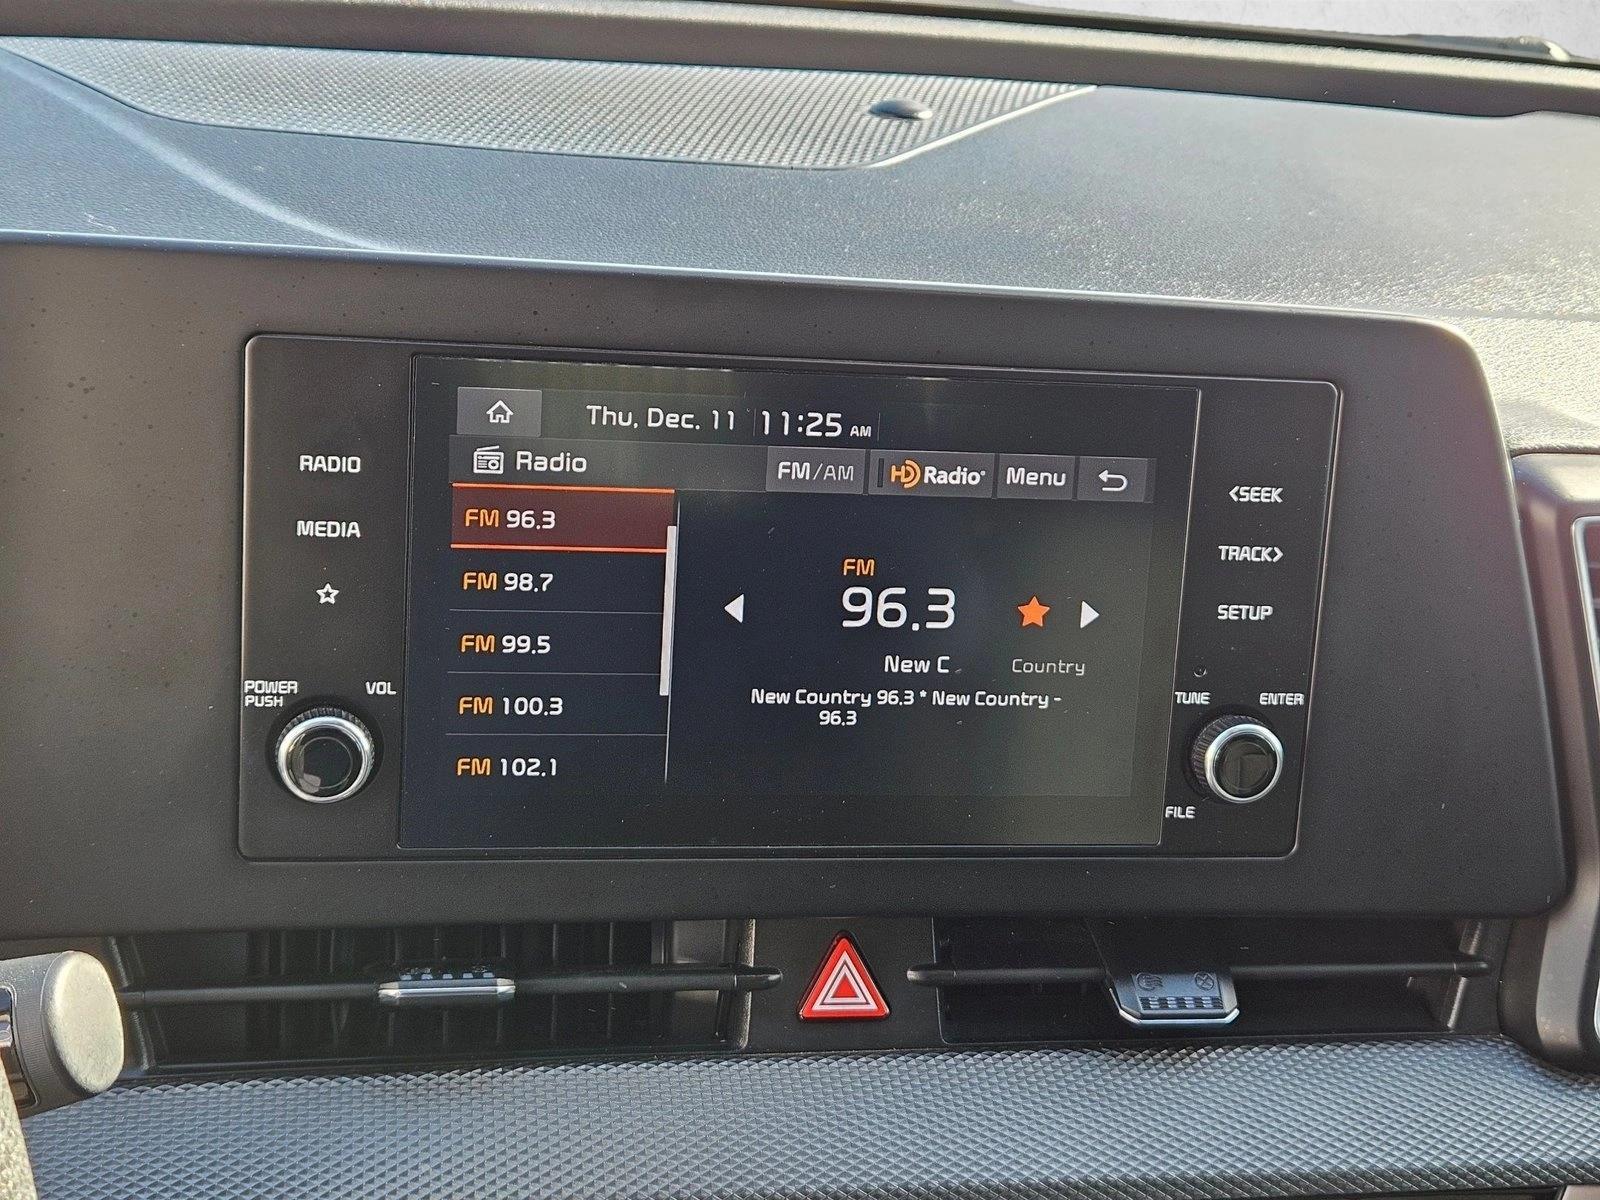 Thu, Dec. 11 11:25 AM
Radio FM/AM HD Radio Menu
RADIO
MEDIA
POWER
PUSH
VOL
FM 96.3
FM 98.7
FM 99.5
FM 100.3
FM 102.1
FM
96.3
New C Country
New Country 96.3 * New Country -
96.3
<SEEK
TRACK>
SETUP
TUNE ENTER
FILE